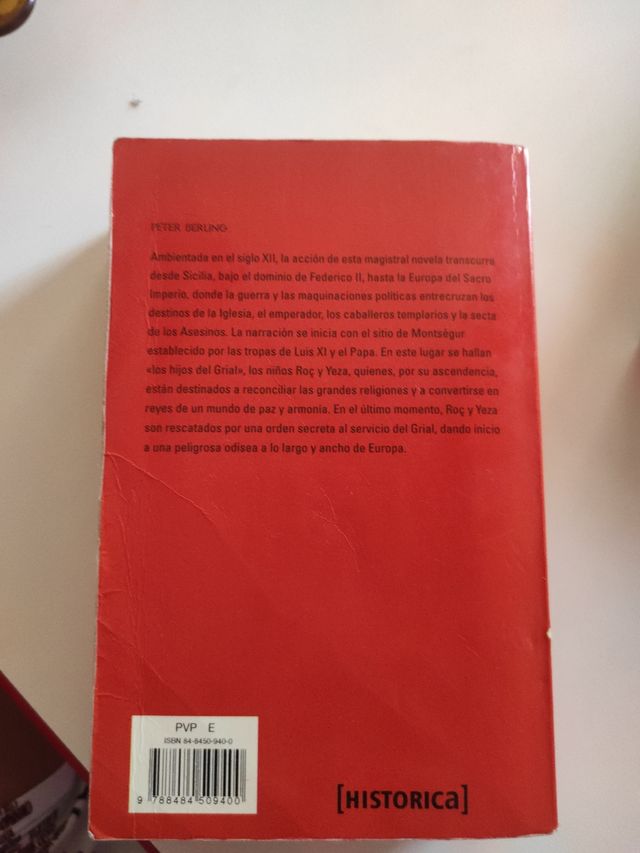 PETER BERLING
Ambientada en el siglo XII, la acción de esta magistral novela transcurre
desde Sicilia, bajo el dominio de Federico II, hasta la Europa del Sacro
Imperio, donde la guerra y las maquinaciones políticas entrecruzan los
destinos de la Iglesia, el emperador, los caballeros templarios y la secta
de los Asesinos. La narración se inicia con el sitio de Montségur
establecido por las tropas de Luis XI y el Papa. En este lugar se hallan
«los hijos del Grial», los niños Roç y Yeza, quienes, por su ascendencia,
están destinados a reconciliar las grandes religiones y a convertirse en
reyes de un mundo de paz y armonía. En el último momento, Roç y Yeza
son rescatados por una orden secreta al servicio del Grial, dando inicio
a una peligrosa odisea a lo largo y ancho de Europa.
PVP E
ISBN 84-8450-940-0
9 788484 509400
[HISTORICa]